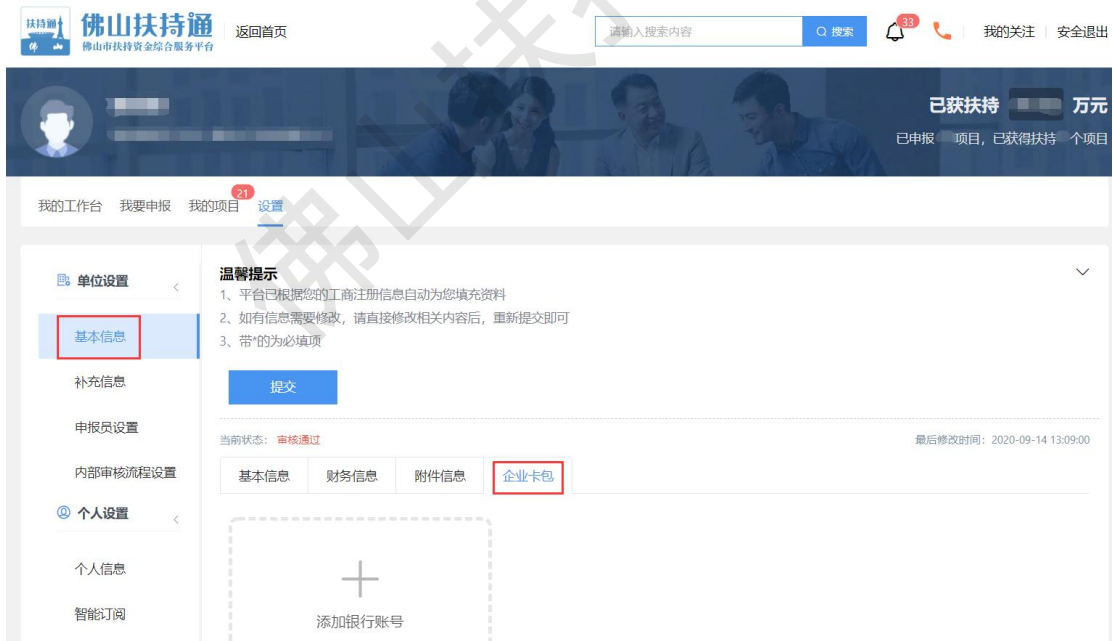 扶持通
佛山
佛山扶持通
佛山市扶持资金综合服务平台
返回首页
请输入搜索内容
搜索
33
我的关注
安全退出
已获扶持 万元
已申报 项目，已获得扶持 个项目
我的工作台 我要申报 我的项目 21 设置
单位设置
基本信息
补充信息
申报员设置
内部审核流程设置
个人设置
个人信息
智能订阅
温馨提示
1、平台已根据您的工商注册信息自动为您填充资料
2、如有信息需要修改，请直接修改相关内容后，重新提交即可
3、带*的为必填项
提交
当前状态：审核通过
最后修改时间：2020-09-14 13:09:00
基本信息 财务信息 附件信息 企业卡包
添加银行账号
佛山扶持